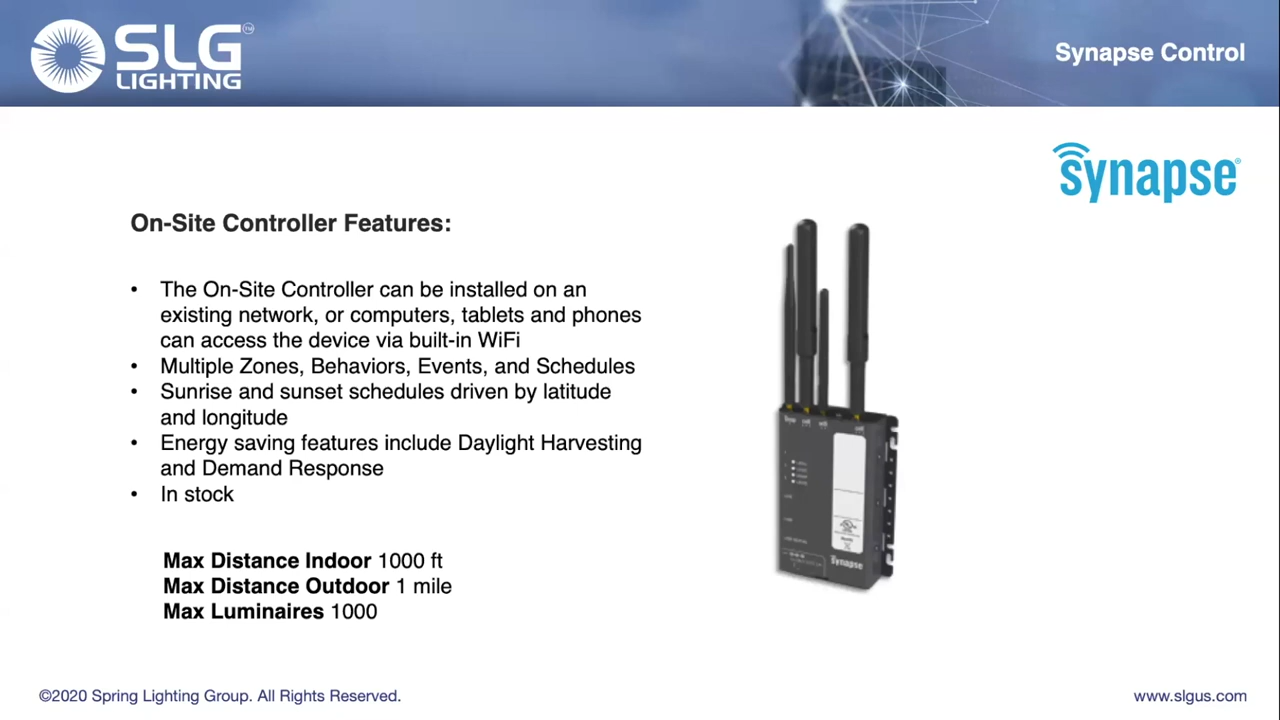 SLG™
LIGHTING
Synapse Control
synapse®
On-Site Controller Features:
• The On-Site Controller can be installed on an
existing network, or computers, tablets and phones
can access the device via built-in WiFi
• Multiple Zones, Behaviors, Events, and Schedules
• Sunrise and sunset schedules driven by latitude
and longitude
• Energy saving features include Daylight Harvesting
and Demand Response
• In stock
Max Distance Indoor 1000 ft
Max Distance Outdoor 1 mile
Max Luminaires 1000
synapse
©2020 Spring Lighting Group. All Rights Reserved.
www.slgus.com